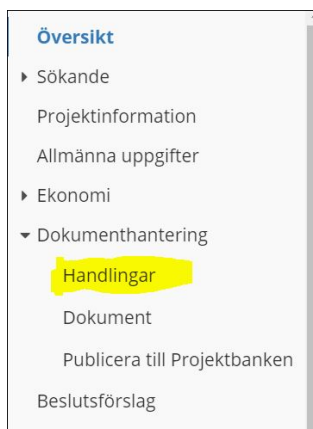 Översikt
Sökande
Projektinformation
Allmänna uppgifter
Ekonomi
Dokumenthantering
Handlingar
Dokument
Publicera till Projektbanken
Beslutsförslag